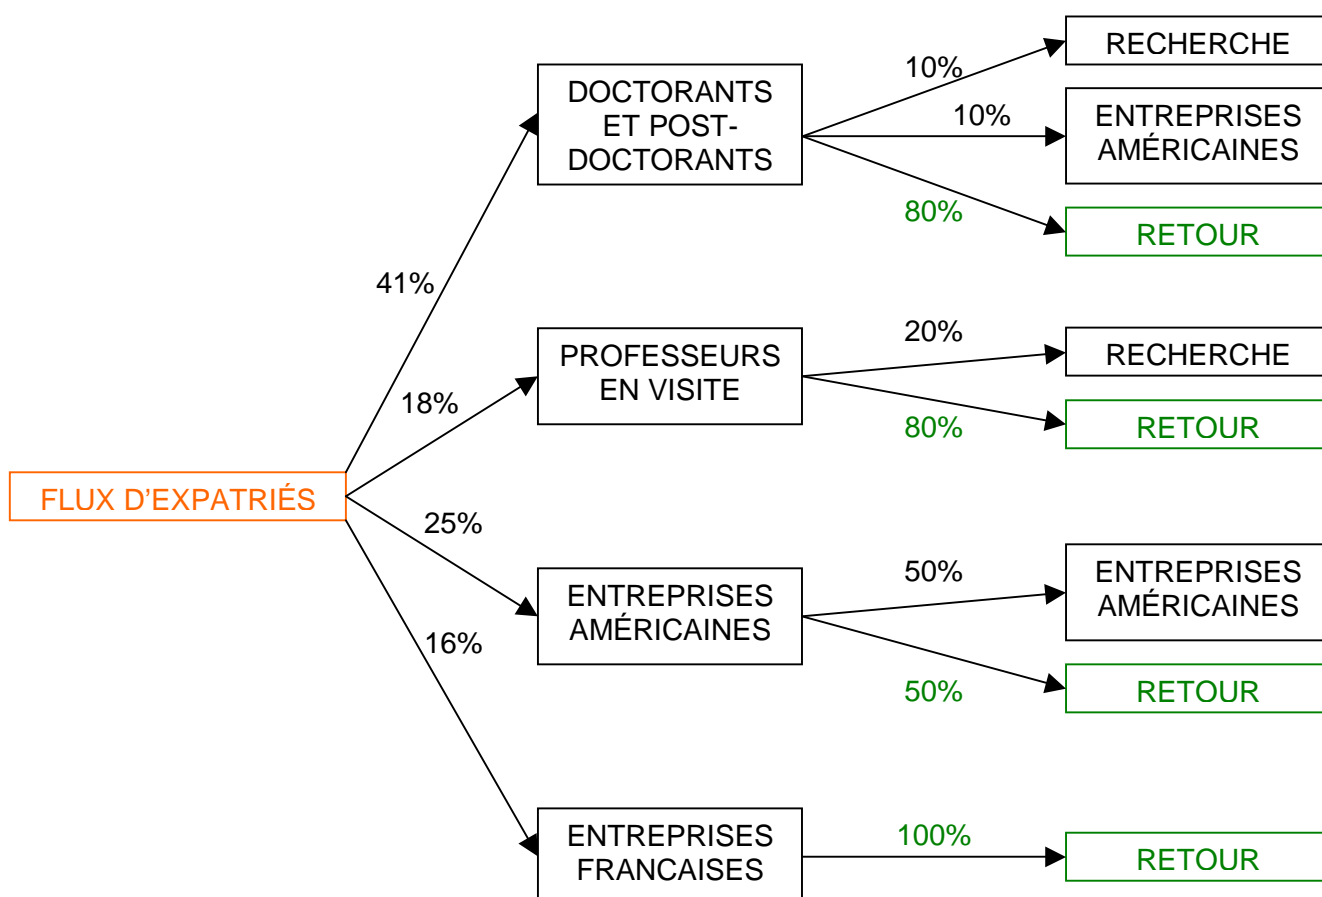 RECHERCHE
10%
DOCTORANTS
ET POST-
DOCTORANTS
10%
ENTREPRISES
AMÉRICAINES
80%
RETOUR
41%
20%
PROFESSEURS
EN VISITE
RECHERCHE
18%
80%
RETOUR
FLUX D'EXPATRIÉS
25%
50%
ENTREPRISES
AMÉRICAINES
ENTREPRISES
AMÉRICAINES
16%
50%
RETOUR
100%
ENTREPRISES
FRANCAISES
RETOUR